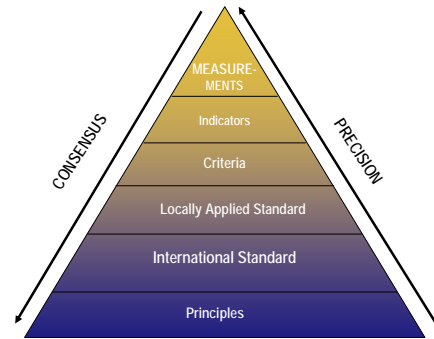 MEASURE-
MENTS
Indicators
CONSENSUS
PRECISION
Criteria
Locally Applied Standard
International Standard
Principles